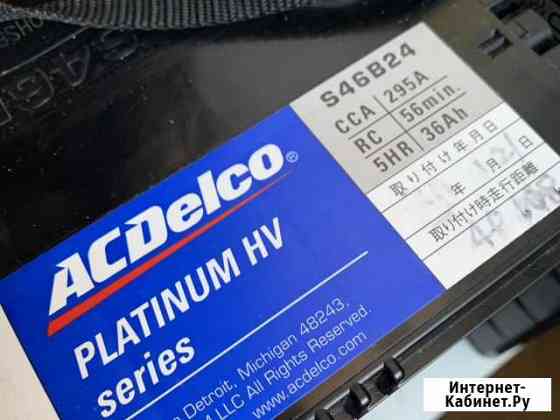 ACDelco®
PLATINUM HV
series
Detroit, Michigan 48243,
LLC All Rights Reserved.
www.acdelco.com
S46B24
CCA 295A
RC 56min.
5HR 36Ah
取り付け年月日
年 月 日
取り付け時走行距離
Интернет-
Кабинет.Ру